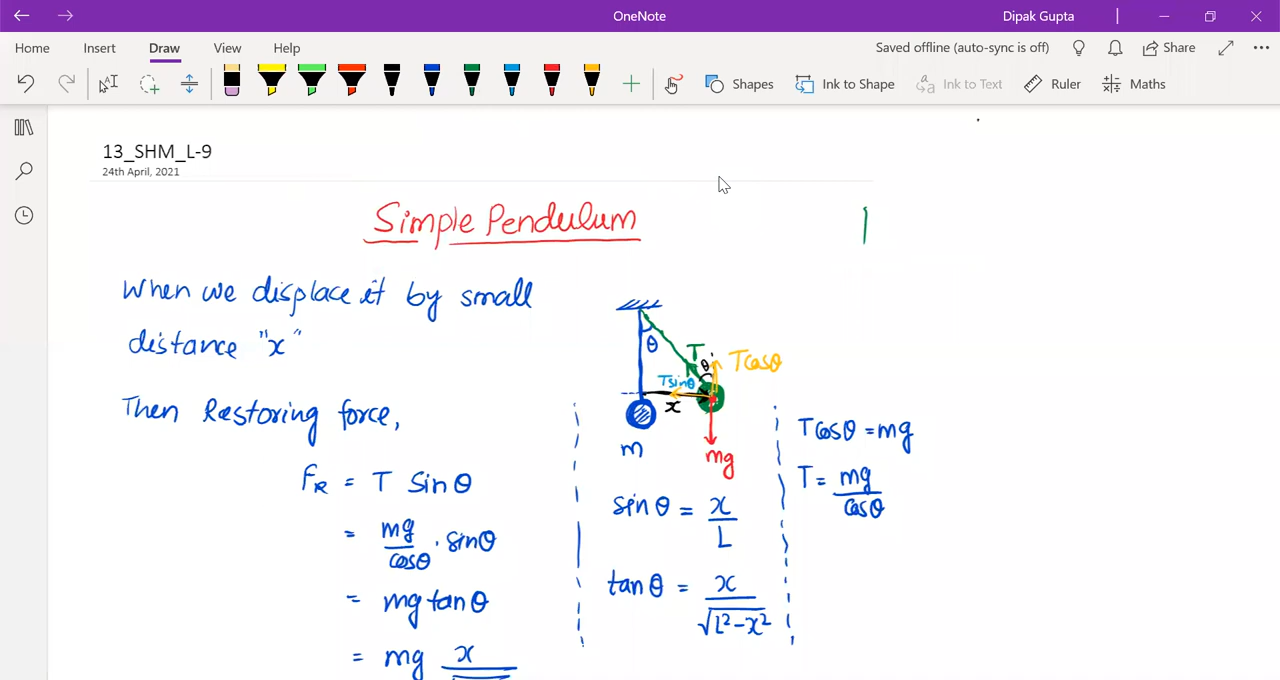 OneNote
Dipak Gupta
Home Insert Draw View Help
Saved offline (auto-sync is off) Share
Shapes Ink to Shape Ink to Text Ruler Maths
13_SHM_L-9
24th April, 2021
Simple Pendulum
When we displace it by small
distance "x"
Then Restoring force,
F_R = T Sinθ
= mg/cosθ · sinθ
= mg tanθ
= mg x
θ
T
θ
Tcosθ
Tsinθ
x
m
mg
sinθ = x/L
tanθ = x/√(L²-x²)
Tcosθ = mg
T = mg/cosθ